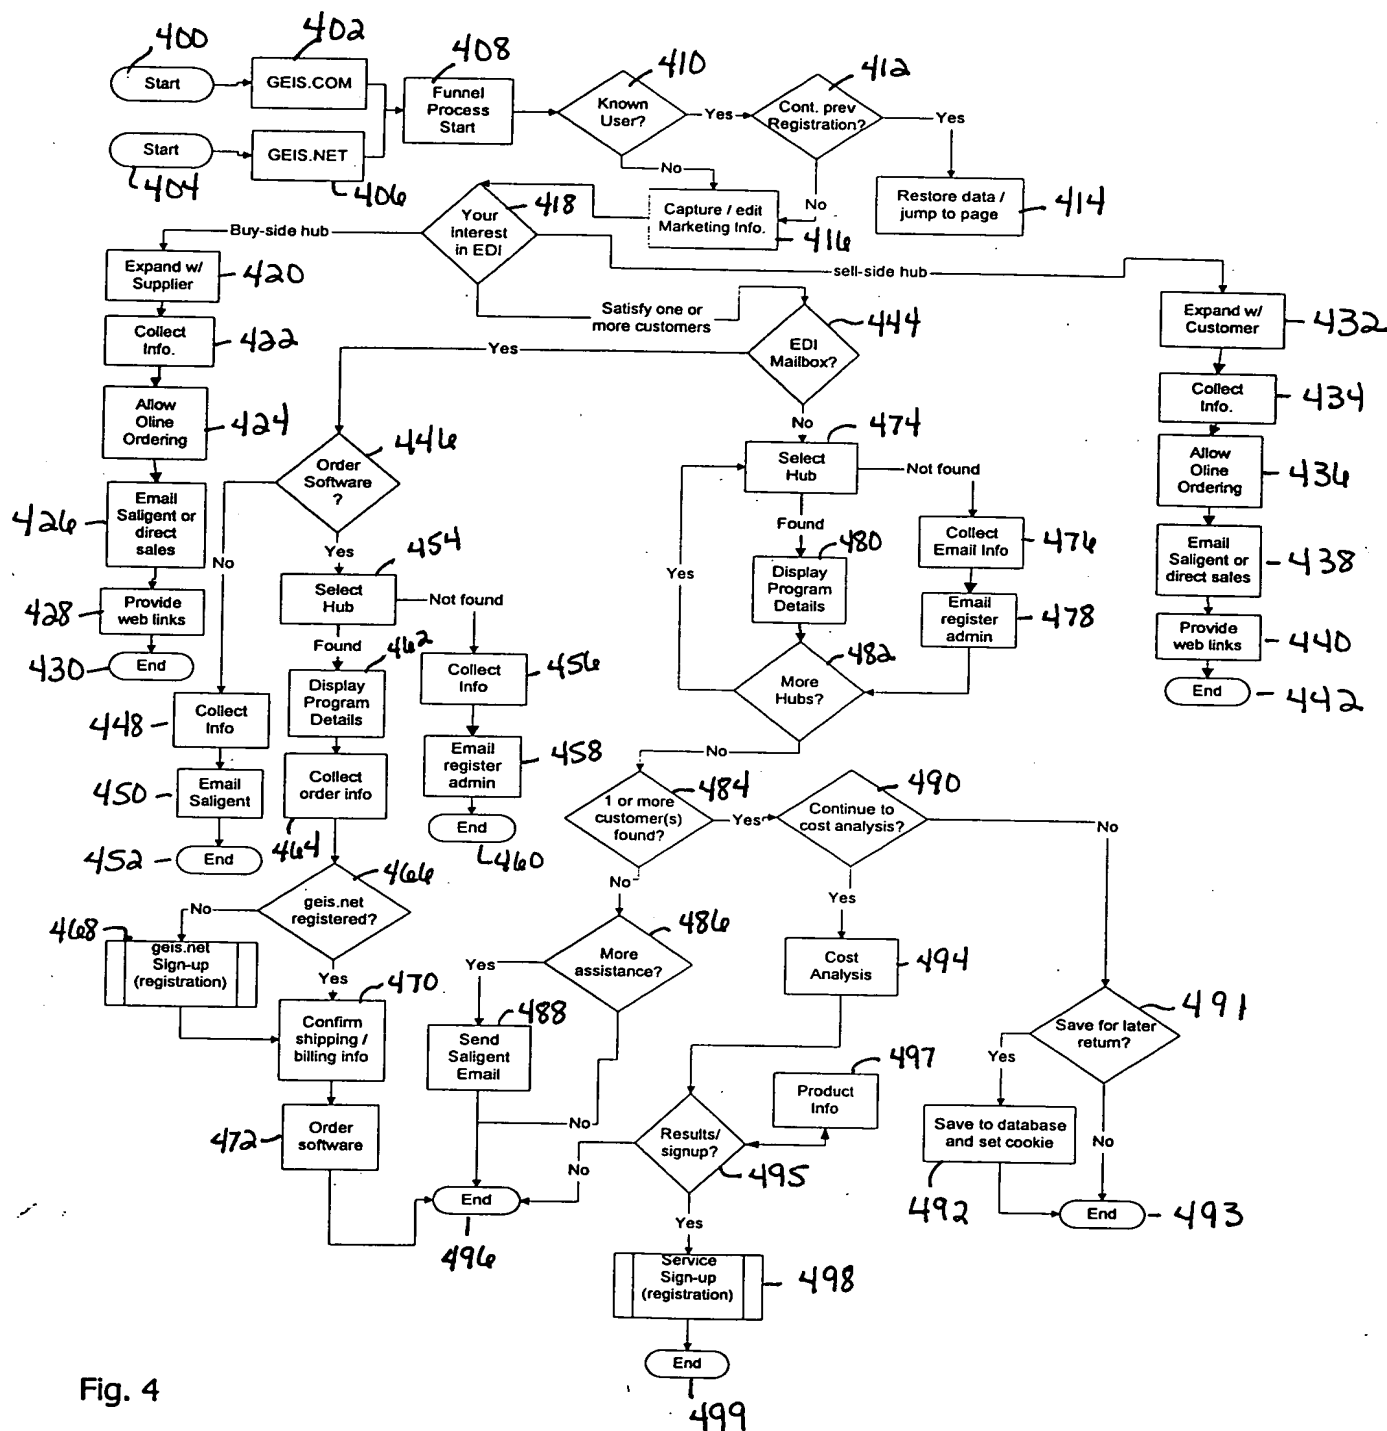 400
Start
402
GEIS.COM
404
Start
406
GEIS.NET
408
Funnel
Process
Start
410
Known
User?
Yes
No
412
Cont. prev
Registration?
Yes
No
414
Restore data /
jump to page
416
Capture / edit
Marketing Info.
418
Your
interest
in EDI
Buy-side hub
sell-side hub
Satisfy one or
more customers
420
Expand w/
Supplier
422
Collect
Info.
424
Allow
Oline
Ordering
426
Email
Saligent or
direct
sales
428
Provide
web links
430
End
432
Expand w/
Customer
434
Collect
Info.
436
Allow
Oline
Ordering
438
Email
Saligent or
direct sales
440
Provide
web links
442
End
444
EDI
Mailbox?
Yes
No
446
Order
Software
?
No
Yes
448
Collect
Info
450
Email
Saligent
452
End
454
Select
Hub
Not found
Found
456
Collect
Info
458
Email
register
admin
460
End
462
Display
Program
Details
464
Collect
order info
466
geis.net
registered?
No
Yes
468
geis.net
Sign-up
(registration)
470
Confirm
shipping /
billing info
472
Order
software
474
Select
Hub
Not found
Found
476
Collect
Email Info
478
Email
register
admin
480
Display
Program
Details
482
More
Hubs?
Yes
No
484
1 or more
customer(s)
found?
Yes
No
486
More
assistance?
Yes
No
488
Send
Saligent
Email
490
Continue to
cost analysis?
Yes
No
491
Save for later
return?
Yes
No
492
Save to database
and set cookie
493
End
494
Cost
Analysis
495
Results/
signup?
No
Yes
496
End
497
Product
Info
498
Service
Sign-up
(registration)
499
End
Fig. 4